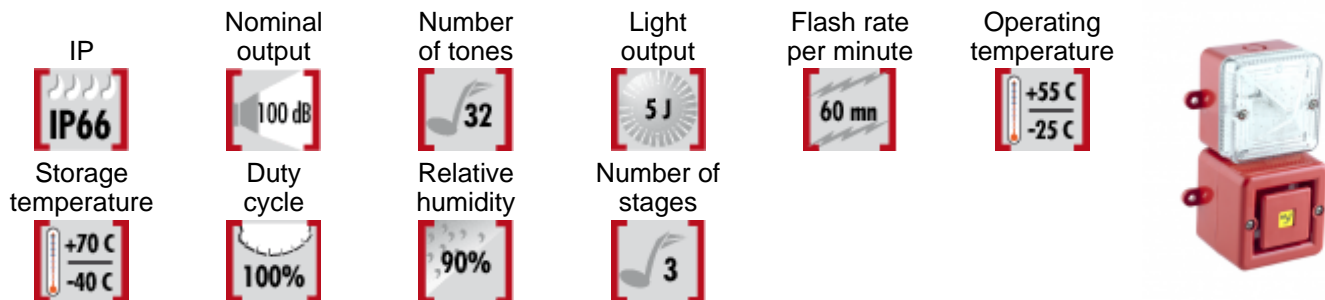 IP
IP66
Nominal
output
100 dB
Number
of tones
32
Light
output
5 J
Flash rate
per minute
60 mn
Operating
temperature
+55 C
-25 C
Storage
temperature
+70 C
-40 C
Duty
cycle
100%
Relative
humidity
90%
Number of
stages
3